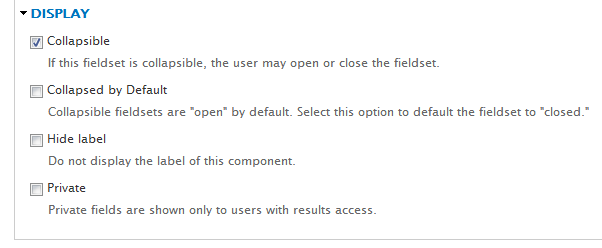 DISPLAY
Collapsible
If this fieldset is collapsible, the user may open or close the fieldset.
Collapsed by Default
Collapsible fieldsets are "open" by default. Select this option to default the fieldset to "closed."
Hide label
Do not display the label of this component.
Private
Private fields are shown only to users with results access.